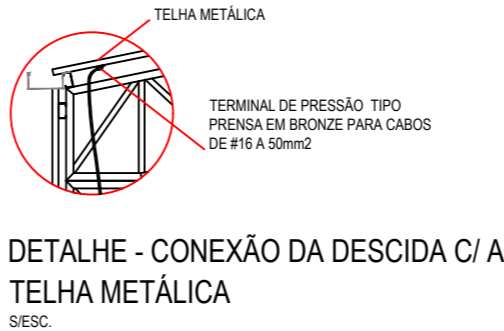 TELHA METÁLICA
TERMINAL DE PRESSÃO TIPO
PRENSA EM BRONZE PARA CABOS
DE #16 A 50mm2
DETALHE - CONEXÃO DA DESCIDA C/ A
TELHA METÁLICA
S/ESC.